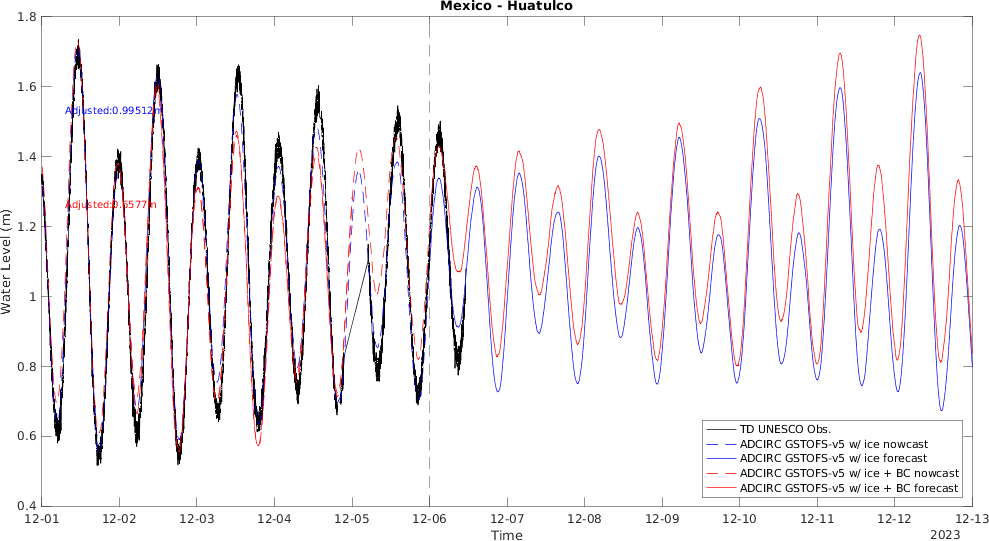 Mexico - Huatulco
Water Level (m)
1.8
1.6
1.4
1.2
1
0.8
0.6
0.4
Adjusted:0.99512m
TD UNESCO Obs.
ADCIRC GSTOFS-v5 w/ ice nowcast
ADCIRC GSTOFS-v5 w/ ice forecast
ADCIRC GSTOFS-v5 w/ ice + BC nowcast
ADCIRC GSTOFS-v5 w/ ice + BC forecast
12-01 12-02 12-03 12-04 12-05 12-06 12-07 12-08 12-09 12-10 12-11 12-12 12-13
Time
2023